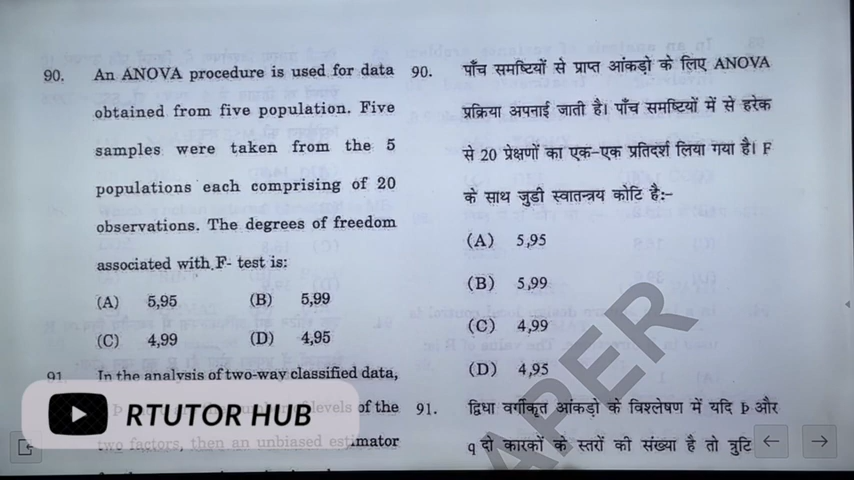 90. An ANOVA procedure is used for data
obtained from five population. Five
samples were taken from the 5
populations each comprising of 20
observations. The degrees of freedom
associated with F- test is:
(A) 5,95 (B) 5,99
(C) 4,99 (D) 4,95
91. In the analysis of two-way classified data,
levels of the
two factors, then an unbiased estimator
90. पाँच समष्टियों से प्राप्त आंकड़ो के लिए ANOVA
प्रक्रिया अपनाई जाती है। पाँच समष्टियों में से हरेक
से 20 प्रेक्षणों का एक-एक प्रतिदर्श लिया गया है। F
के साथ जुडी स्वातन्त्रय कोटि है:-
(A) 5,95
(B) 5,99
(C) 4,99
(D) 4,95
91. द्विधा वर्गीकृत आंकड़ो के विश्लेषण में यदि þ और
q दो कारकों के स्तरों की संख्या है तो त्रुटि
RTUTOR HUB
APER